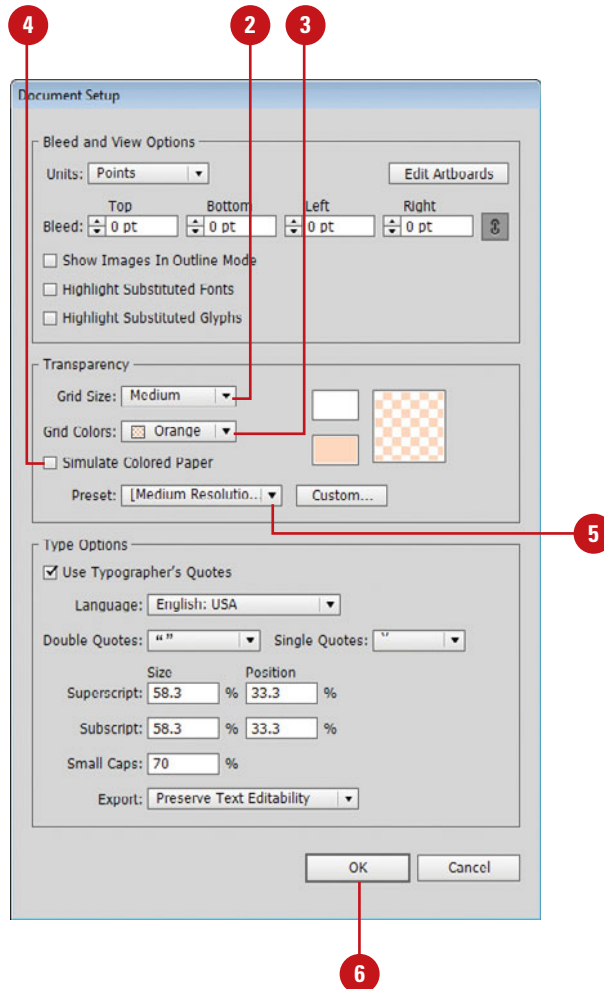 4 2 3
Document Setup
Bleed and View Options
Units: Points Edit Artboards
Top Bottom Left Right
Bleed: 0 pt 0 pt 0 pt 0 pt
Show Images In Outline Mode
Highlight Substituted Fonts
Highlight Substituted Glyphs
Transparency
Grid Size: Medium
Grid Colors: Orange
Simulate Colored Paper
Preset: [Medium Resolutio.. Custom...
5
Type Options
Use Typographer's Quotes
Language: English: USA
Double Quotes: “ ” Single Quotes: ‘’
Size Position
Superscript: 58.3 % 33.3 %
Subscript: 58.3 % 33.3 %
Small Caps: 70 %
Export: Preserve Text Editability
OK Cancel
6